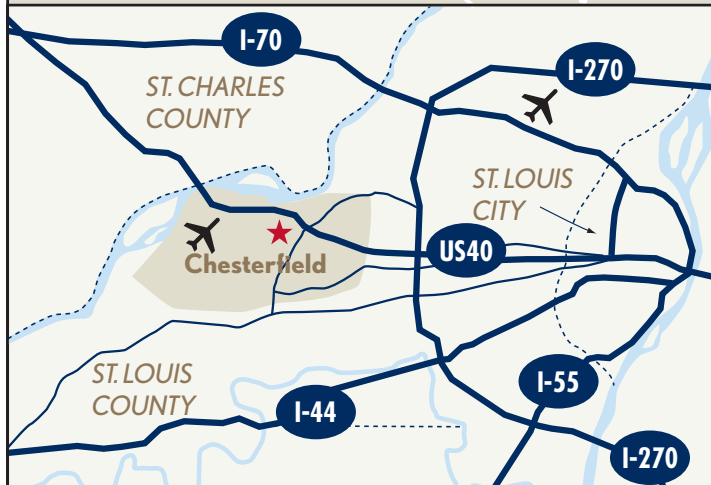 I-70
I-270
ST. CHARLES
COUNTY
ST. LOUIS
CITY
US40
Chesterfield
ST. LOUIS
COUNTY
I-55
I-44
I-270